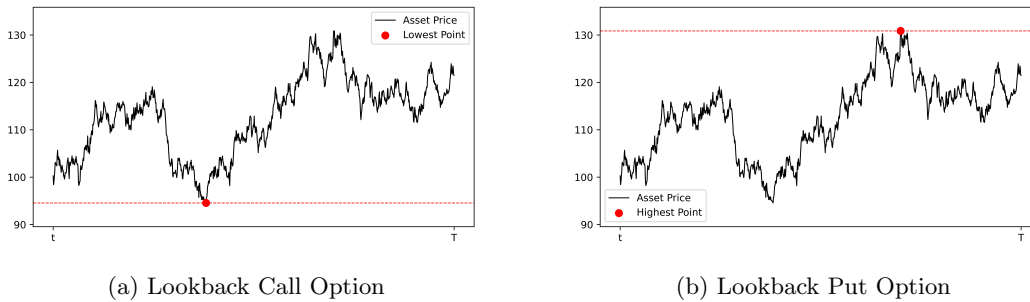 Asset Price
Lowest Point
130
120
110
100
90
t
T
(a) Lookback Call Option
130
120
110
100
90
Asset Price
Highest Point
t
T
(b) Lookback Put Option